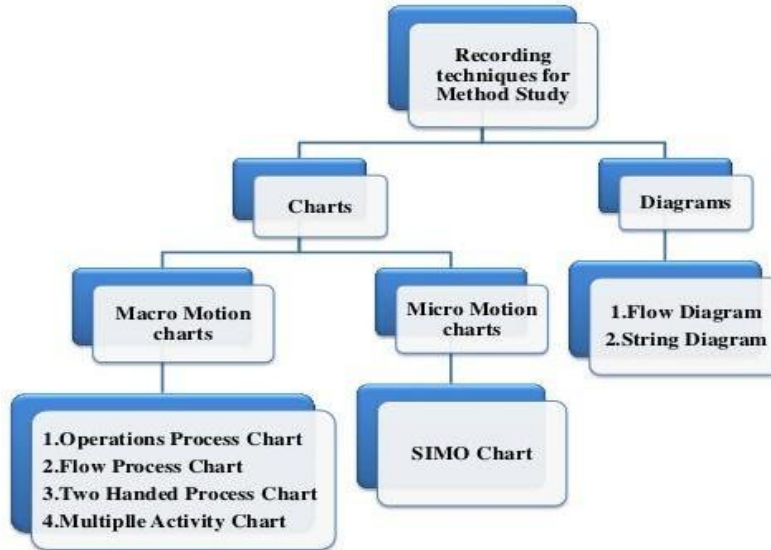 Recording
techniques for
Method Study
Charts
Diagrams
Macro Motion
charts
Micro Motion
charts
1.Flow Diagram
2.String Diagram
1.Operations Process Chart
2.Flow Process Chart
3.Two Handed Process Chart
4.Multiplle Activity Chart
SIMO Chart